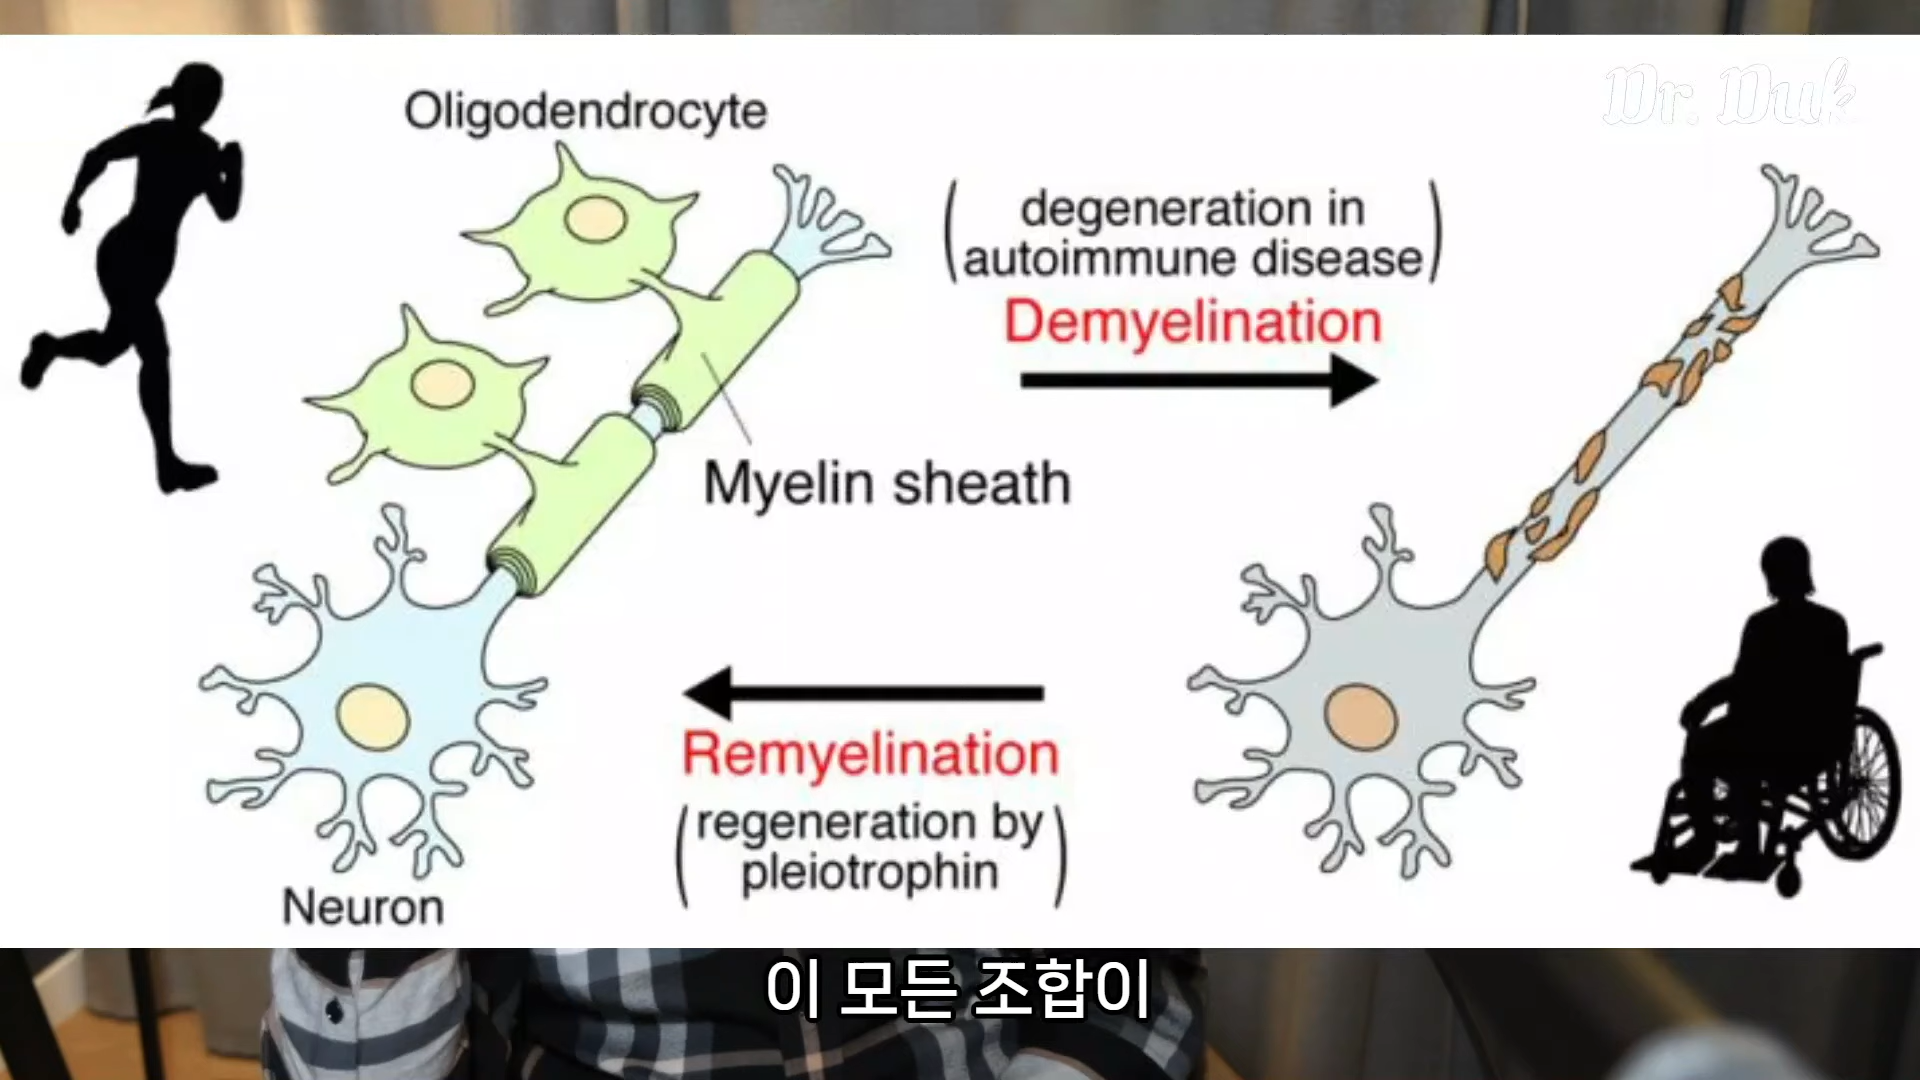 Dr. Duk
Oligodendrocyte
(degeneration in
autoimmune disease)
Demyelination
Myelin sheath
Remyelination
(regeneration by
pleiotrophin)
Neuron
이 모든 조합이